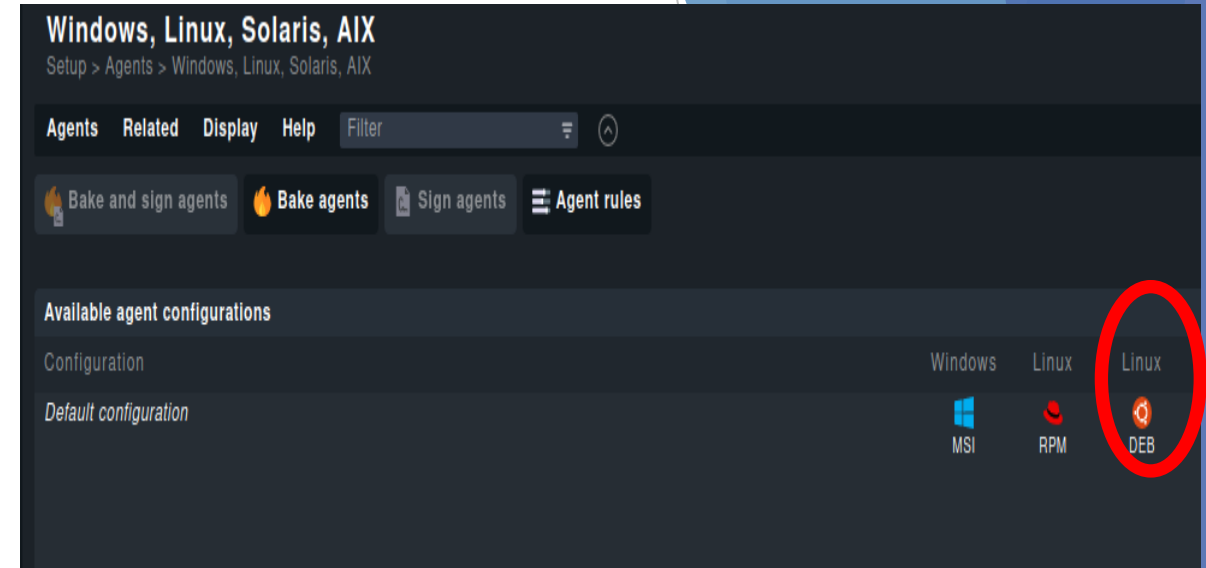 Windows, Linux, Solaris, AIX
Setup > Agents > Windows, Linux, Solaris, AIX
Agents Related Display Help Filter
Bake and sign agents Bake agents Sign agents Agent rules
Available agent configurations
Configuration Windows Linux Linux
Default configuration
MSI RPM DEB